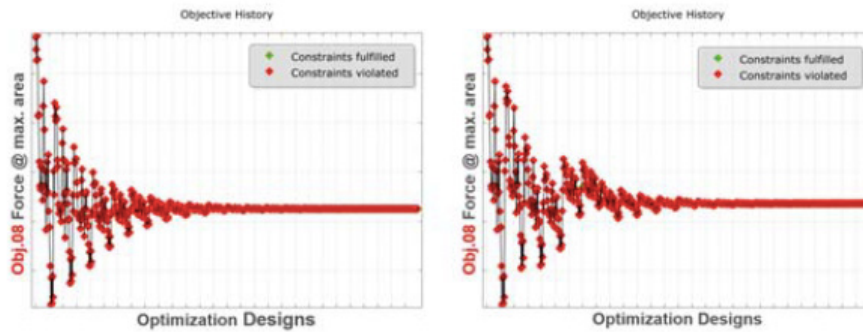 Objective History
Constraints fulfilled
Constraints violated
Obj.08 Force @ max. area
Optimization Designs
Objective History
Constraints fulfilled
Constraints violated
Obj.08 Force @ max. area
Optimization Designs